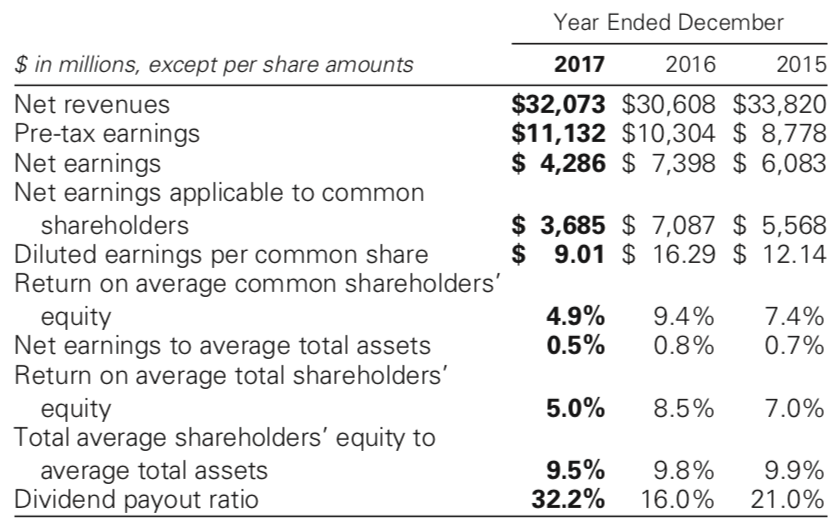 Year Ended December
$ in millions, except per share amounts 2017 2016 2015
Net revenues $32,073 $30,608 $33,820
Pre-tax earnings $11,132 $10,304 $ 8,778
Net earnings $ 4,286 $ 7,398 $ 6,083
Net earnings applicable to common
shareholders $ 3,685 $ 7,087 $ 5,568
Diluted earnings per common share $ 9.01 $ 16.29 $ 12.14
Return on average common shareholders’
equity 4.9% 9.4% 7.4%
Net earnings to average total assets 0.5% 0.8% 0.7%
Return on average total shareholders’
equity 5.0% 8.5% 7.0%
Total average shareholders’ equity to
average total assets 9.5% 9.8% 9.9%
Dividend payout ratio 32.2% 16.0% 21.0%